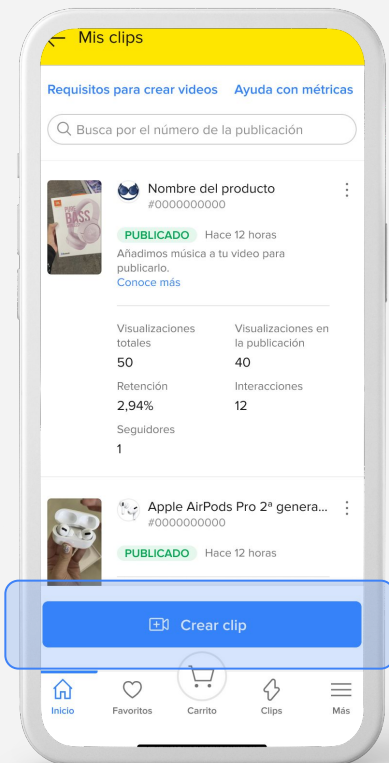 Mis clips
Requisitos para crear videos Ayuda con métricas
Busca por el número de la publicación
Nombre del producto
#0000000000
PUBLICADO Hace 12 horas
Añadimos música a tu video para
publicarlo.
Conoce más
Visualizaciones
totales
50
Visualizaciones en
la publicación
40
Retención
2,94%
Interacciones
12
Seguidores
1
Apple AirPods Pro 2ª genera...
#0000000000
PUBLICADO Hace 12 horas
Crear clip
Inicio Favoritos Carrito Clips Más